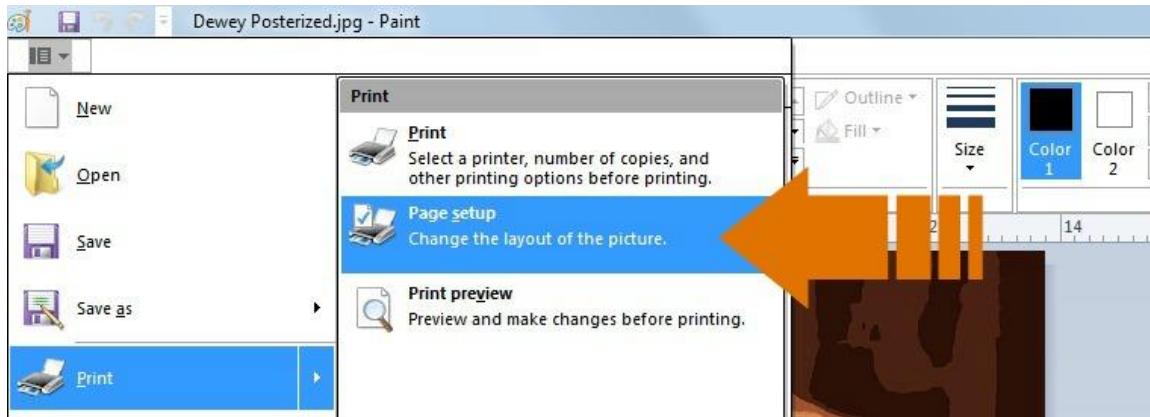 Dewey Posterized.jpg - Paint
New
Open
Save
Save as
Print
Print
Print
Select a printer, number of copies, and
other printing options before printing.
Page setup
Change the layout of the picture.
Print preview
Preview and make changes before printing.
Outline
Fill
Size
Color
1
Color
2
14